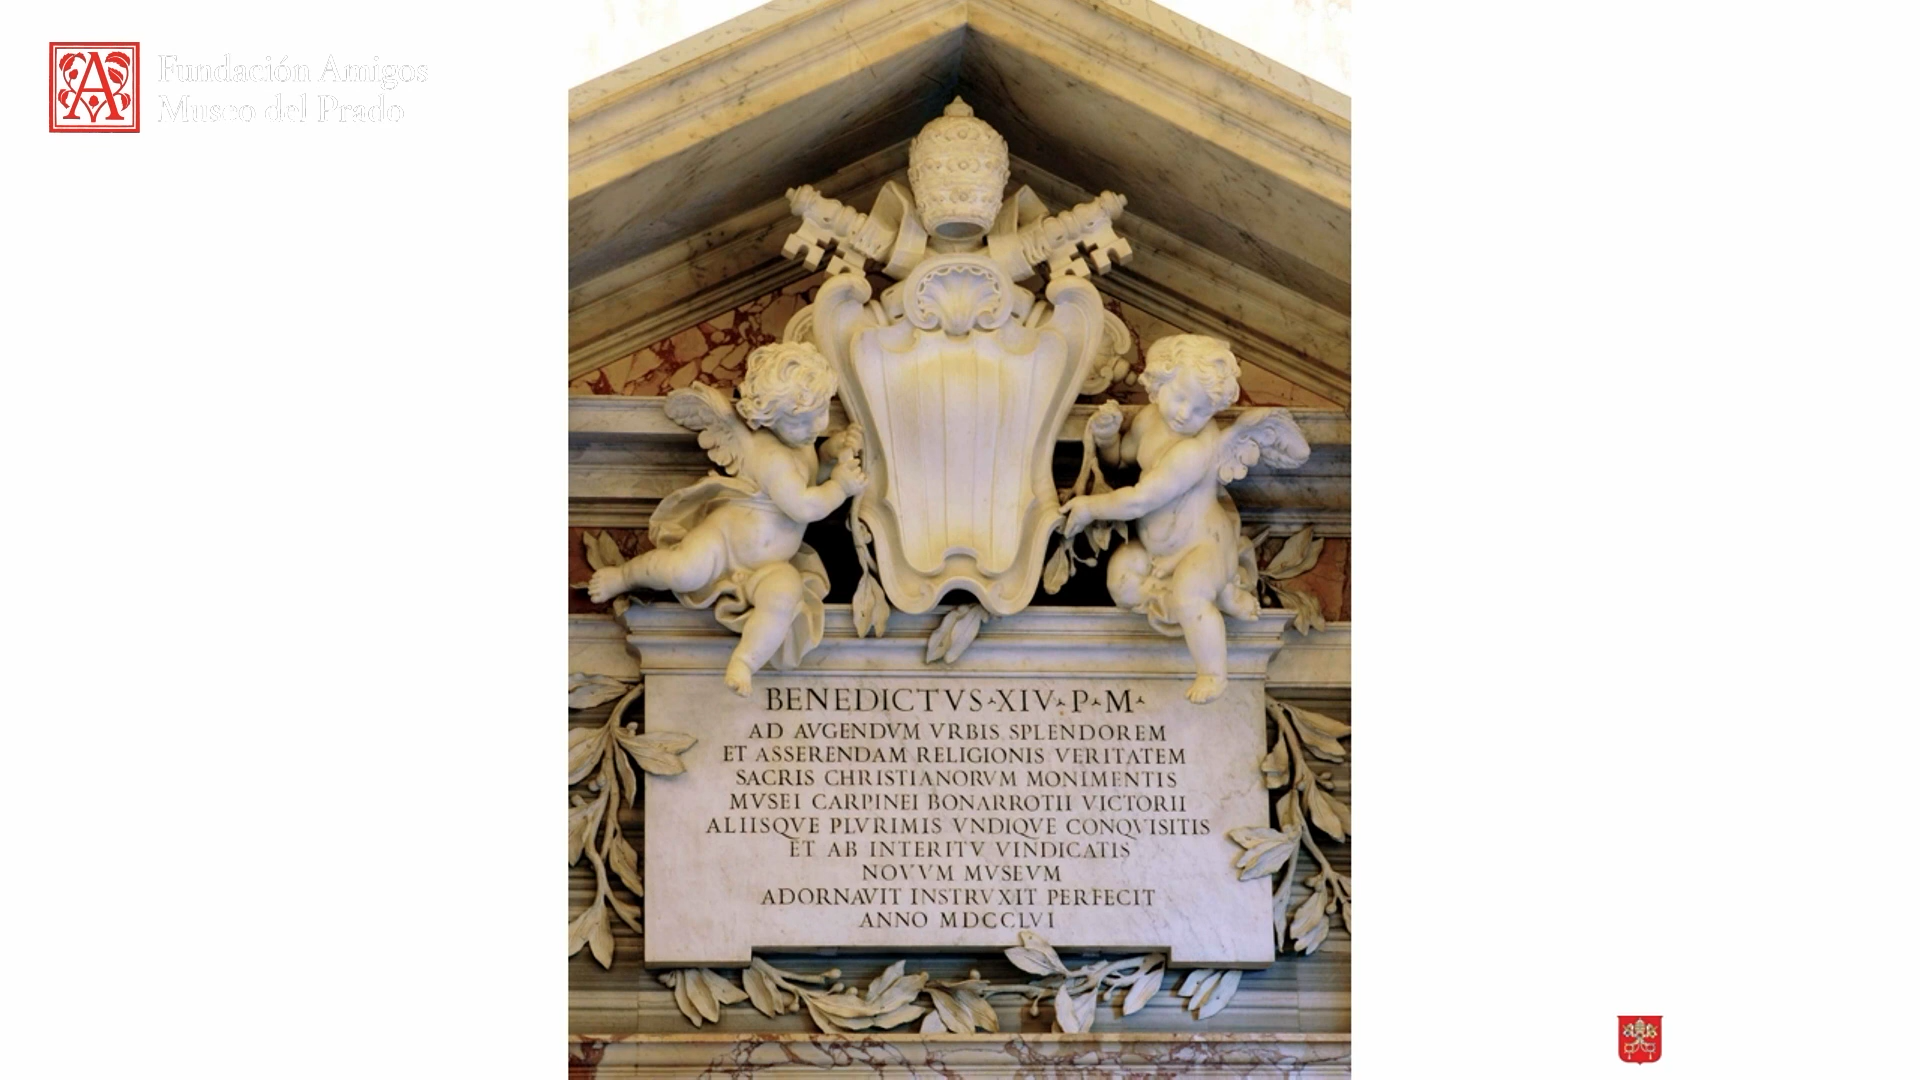 Fundación Amigos
Museo del Prado
A
BENEDICTVS XIV P M
AD AVGENDVM VRBIS SPLENDOREM
ET ASSERENDAM RELIGIONIS VERITATEM
SACRIS CHRISTIANORVM MONIMENTIS
MVSEI CARPINEI BONARROTII VICTORII
ALIISQVE PLVRIMIS VNDIQVE CONQVISITIS
ET AB INTERITV VINDICATIS
NOVVM MVSEVM
ADORNAVIT INSTRVXIT PERFECIT
ANNO MDCCLVI